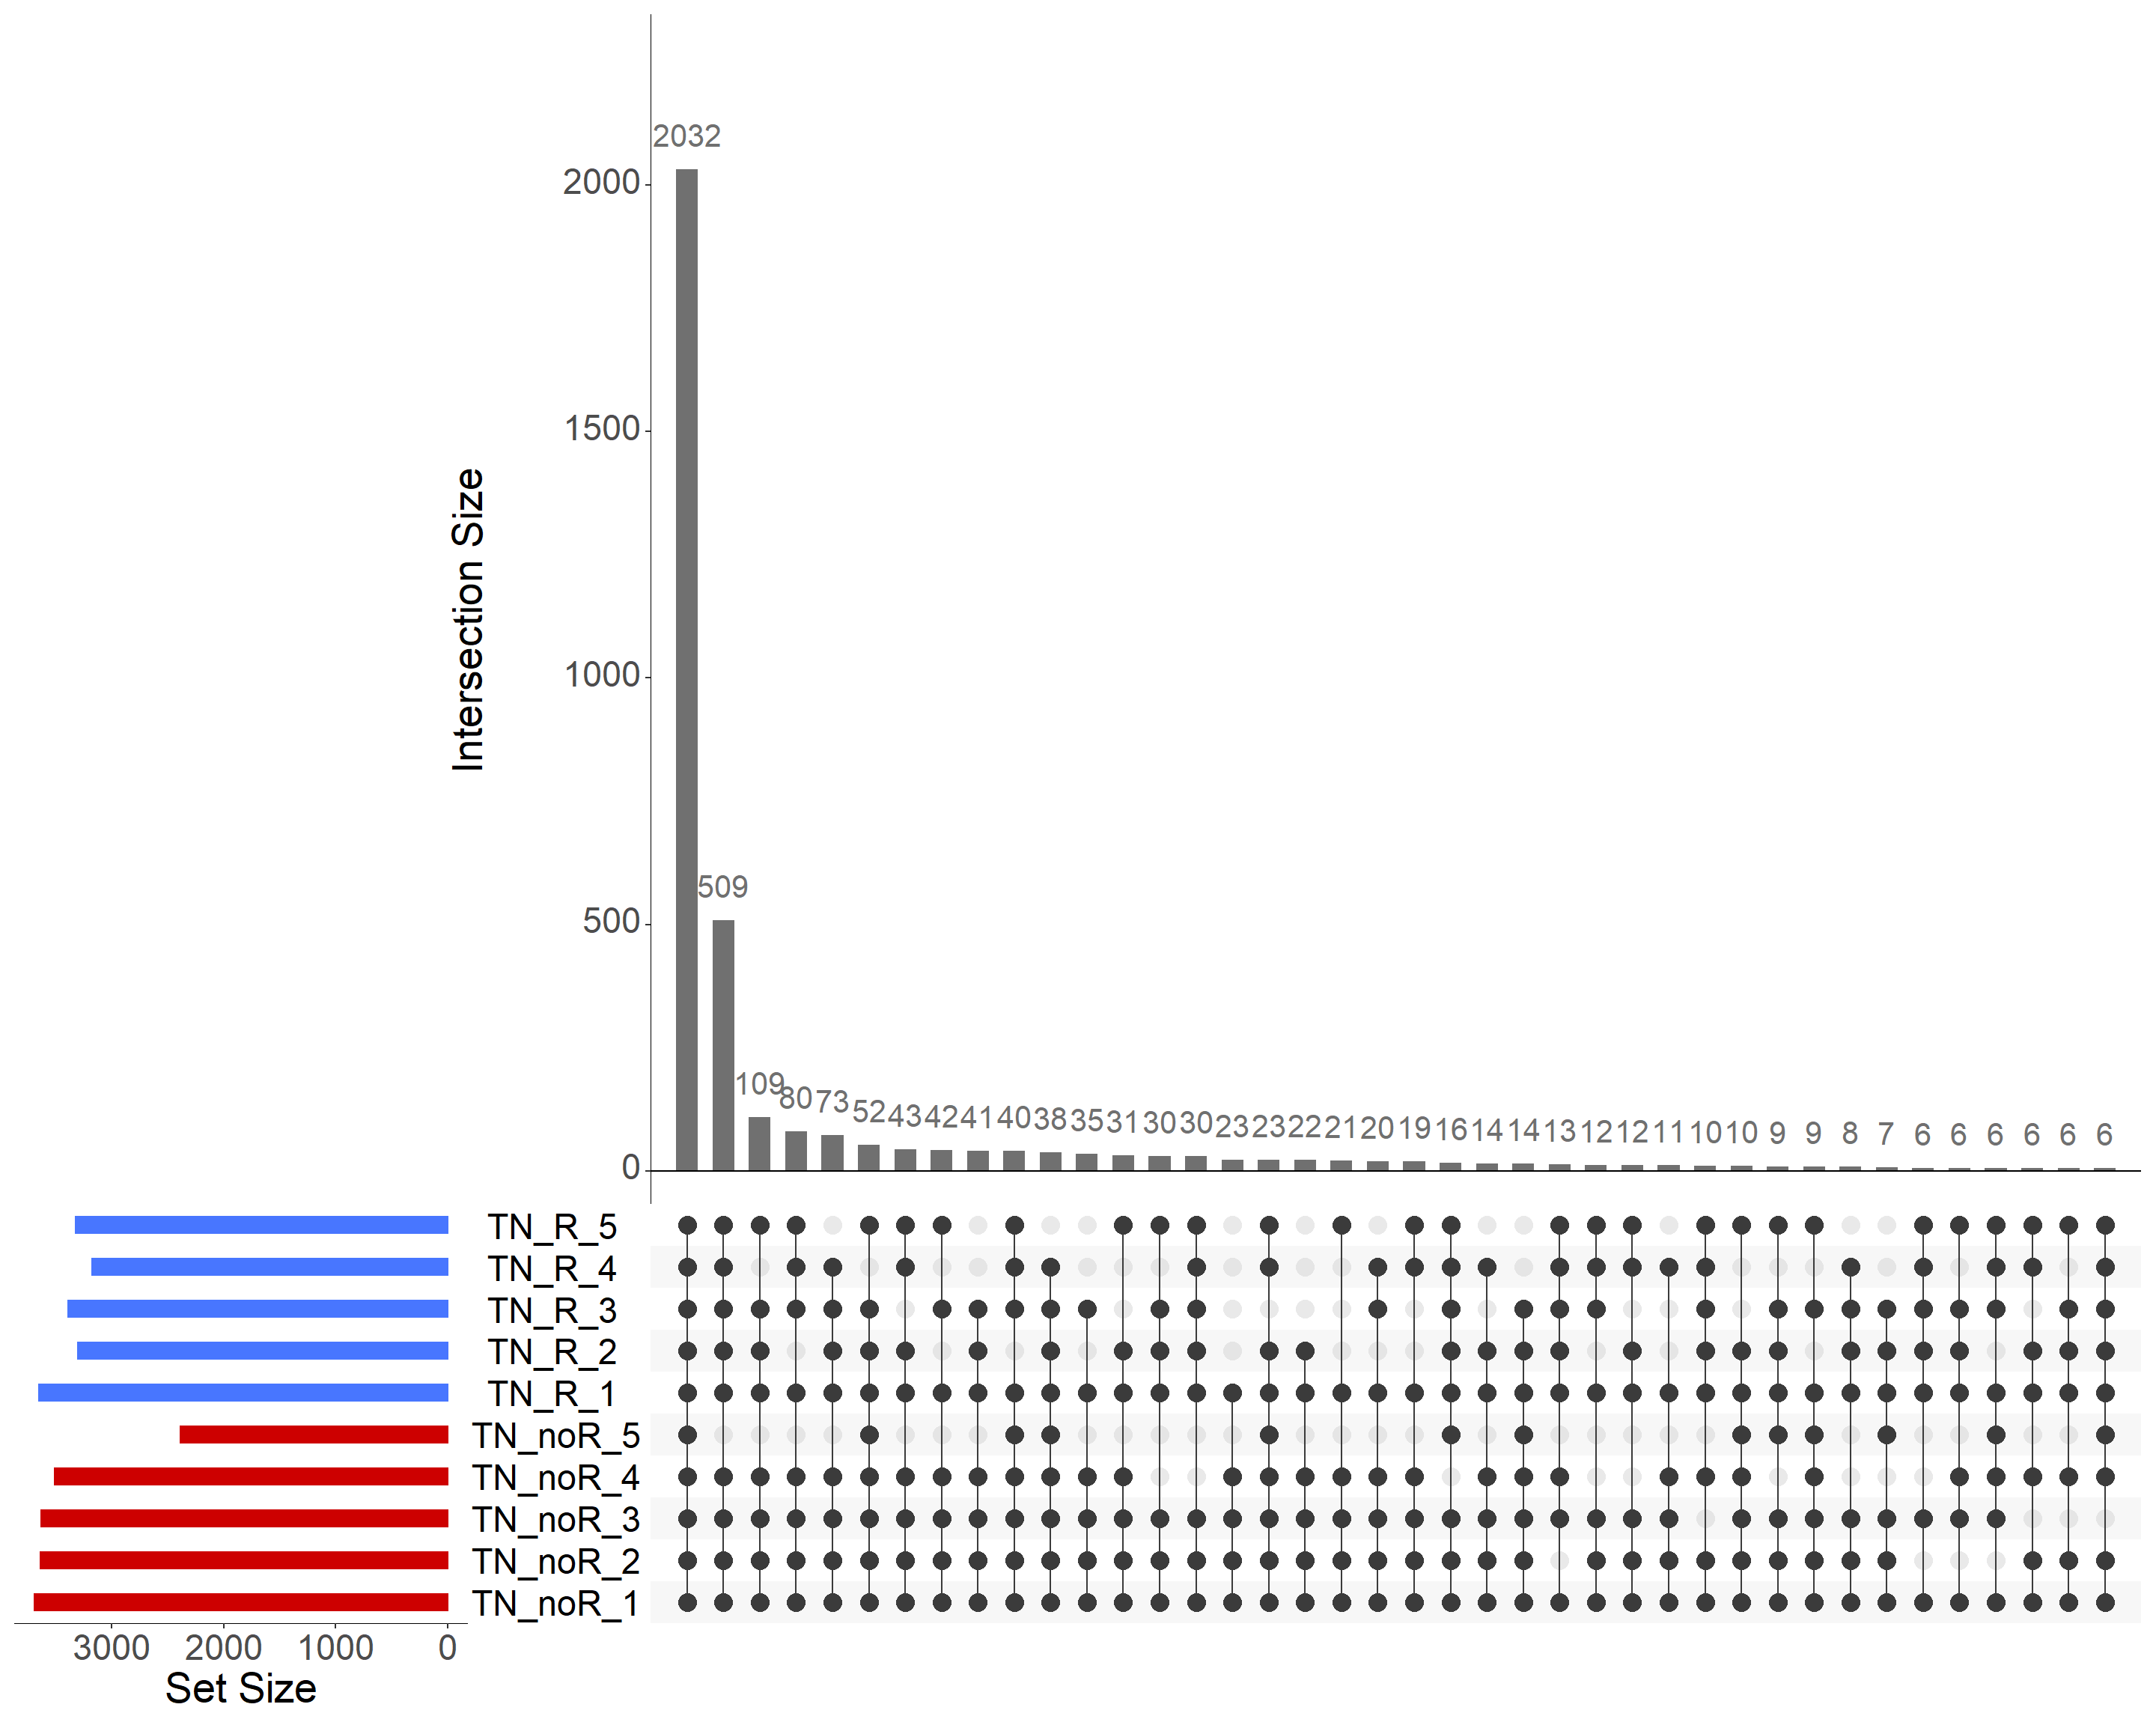 2032
2000
1500
1000
500
0
Intersection Size
509
109 80 73 52 43 42 41 40 38 35 31 30 30 23 23 22 21 20 19 16 14 14 13 12 12 11 10 10 9 9 8 7 6 6 6 6 6 6
TN_R_5
TN_R_4
TN_R_3
TN_R_2
TN_R_1
TN_noR_5
TN_noR_4
TN_noR_3
TN_noR_2
TN_noR_1
3000 2000 1000 0
Set Size